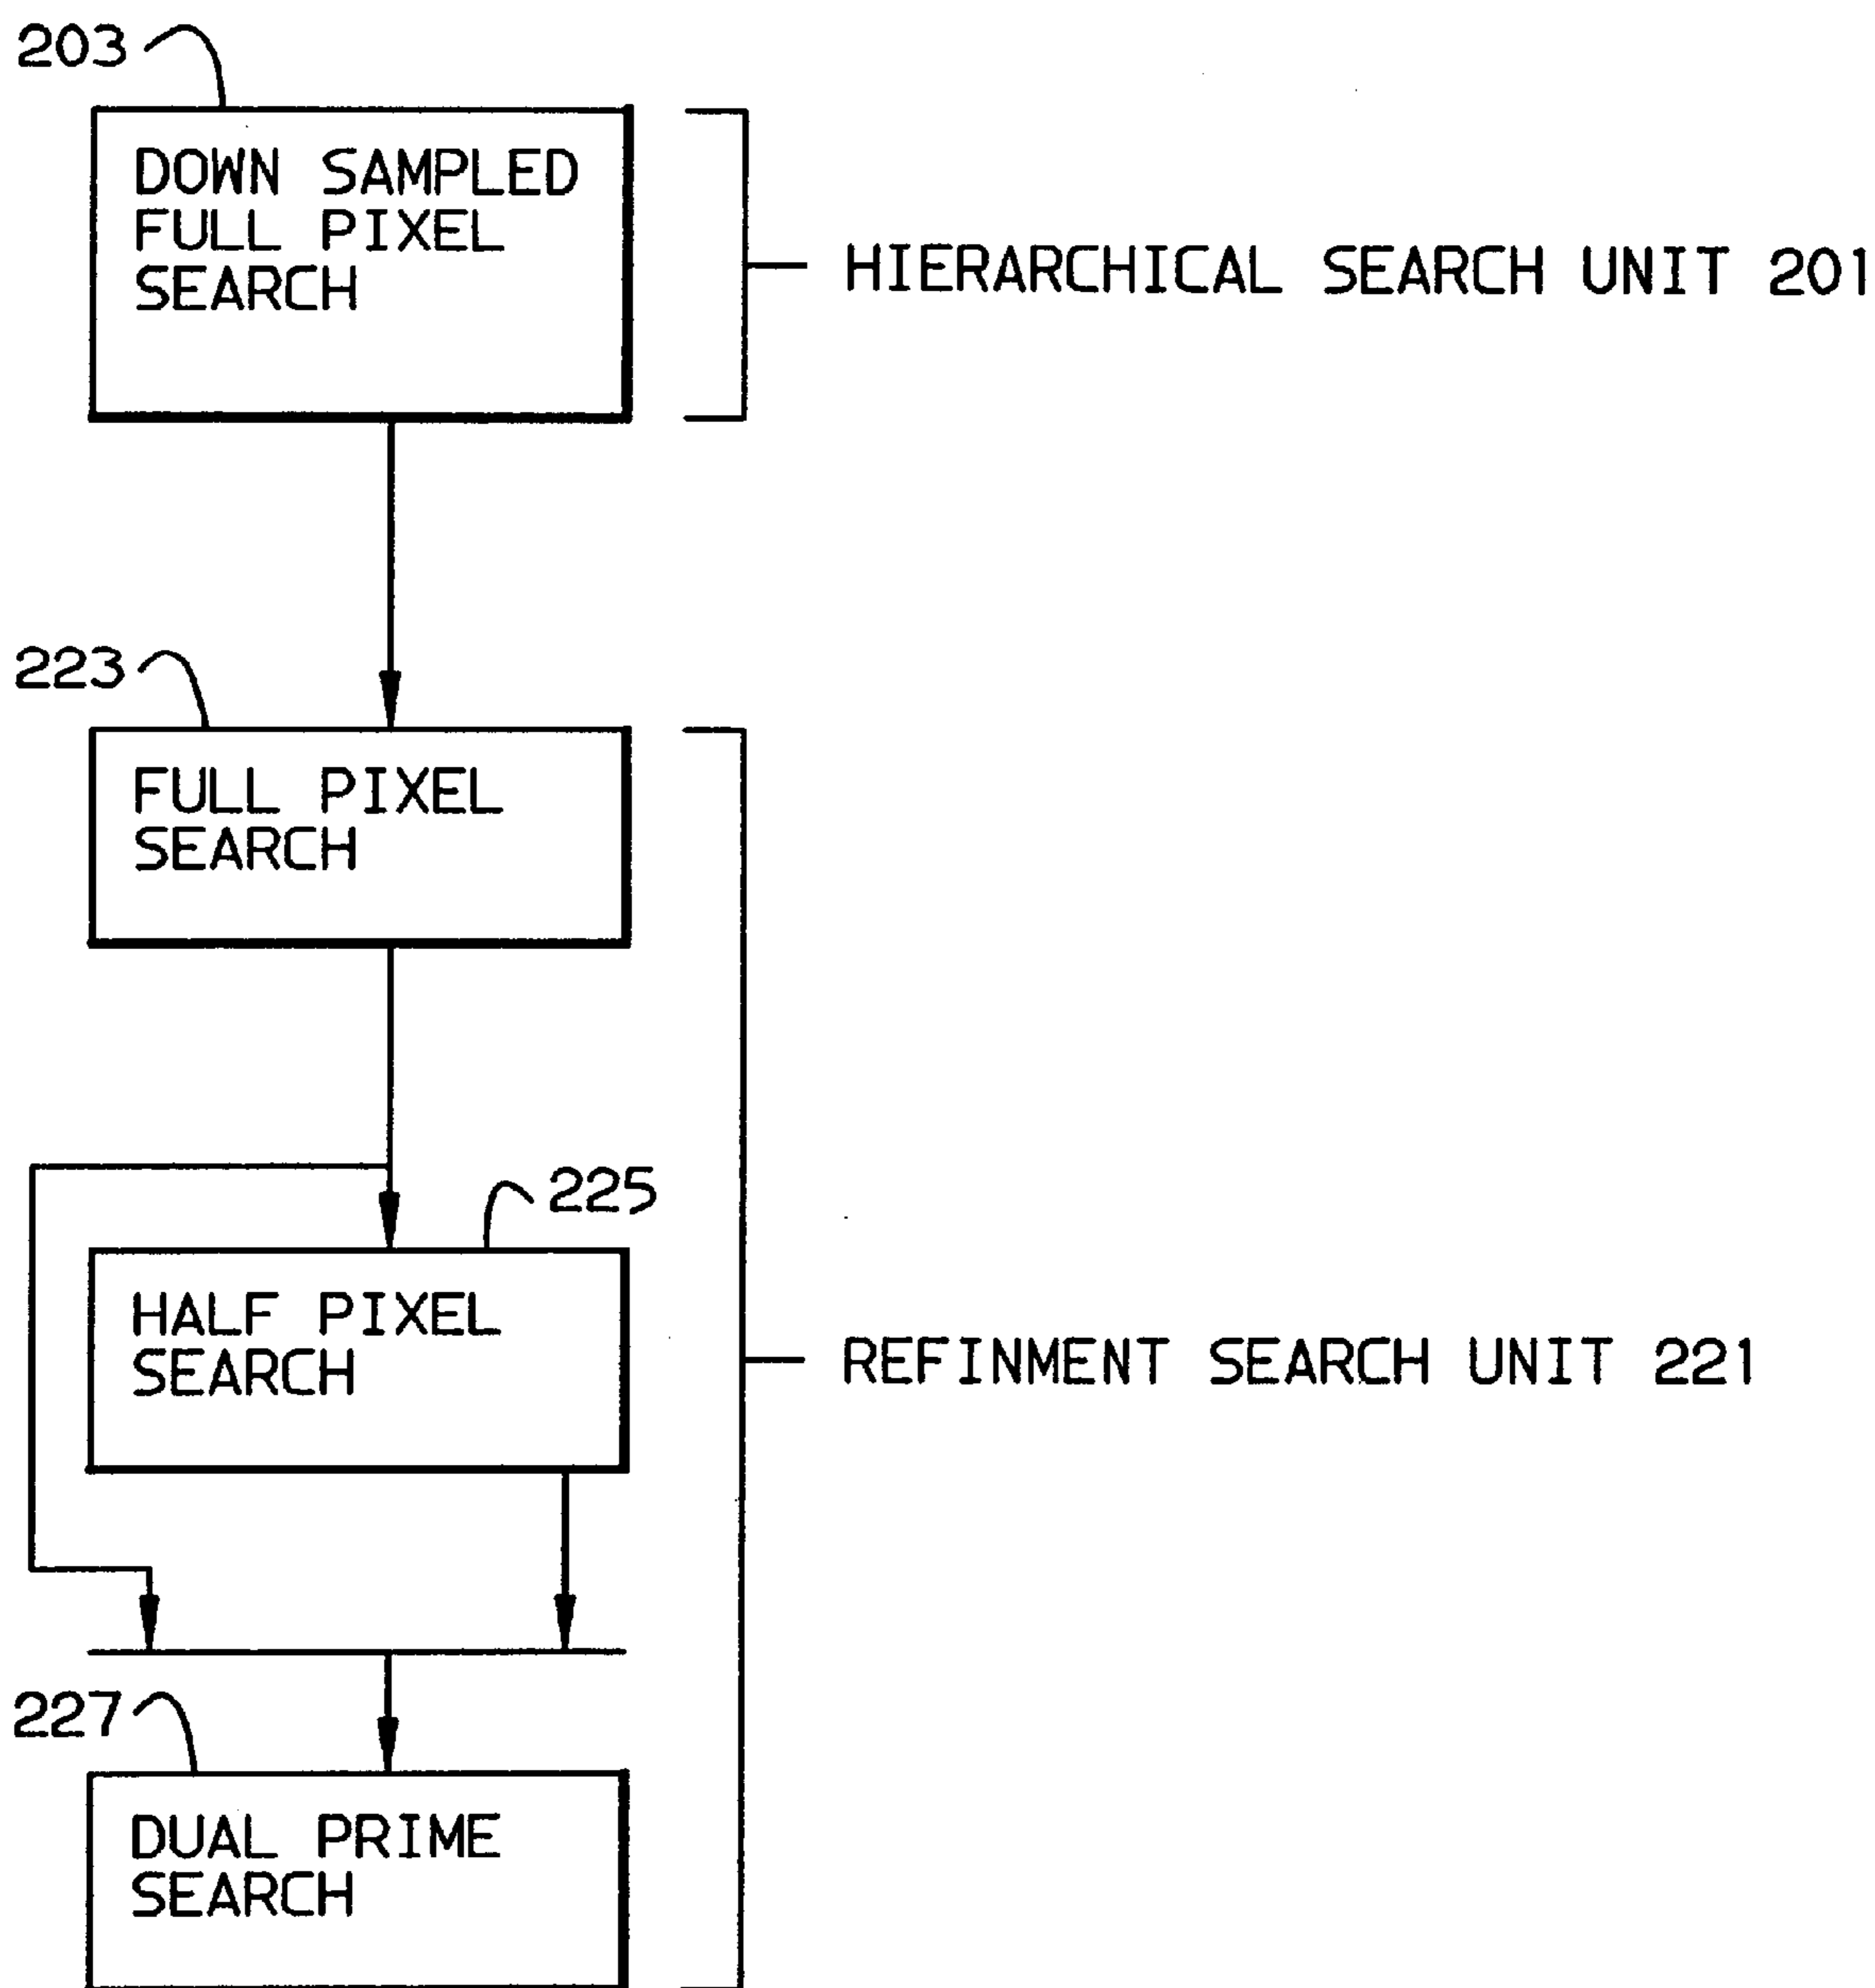 203
DOWN SAMPLED
FULL PIXEL
SEARCH
HIERARCHICAL SEARCH UNIT 201
223
FULL PIXEL
SEARCH
225
HALF PIXEL
SEARCH
REFINMENT SEARCH UNIT 221
227
DUAL PRIME
SEARCH